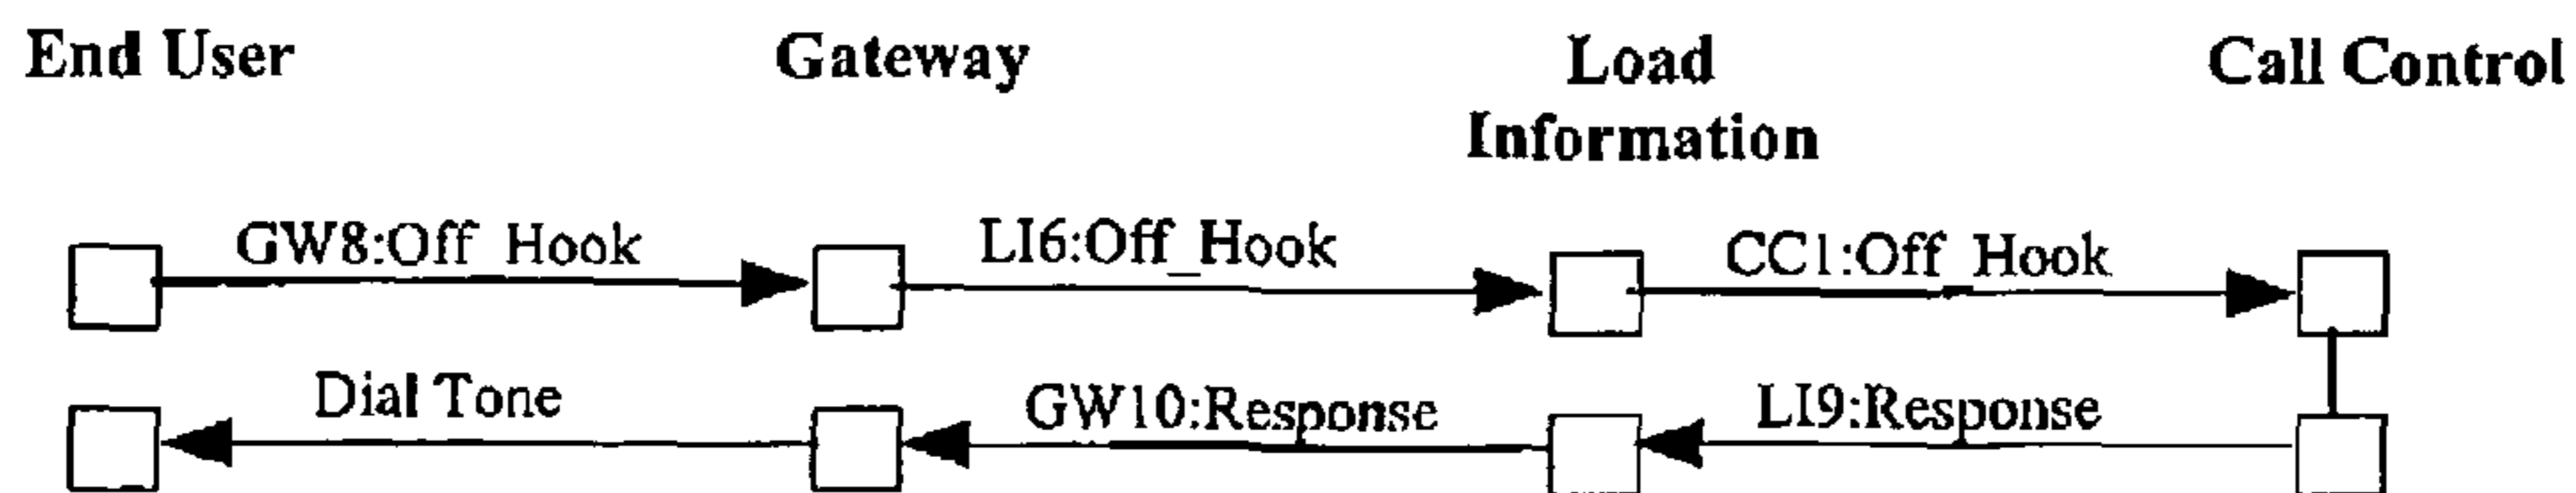 End User
Gateway
Load
Information
Call Control
GW8:Off_Hook
LI6:Off_Hook
CC1:Off_Hook
Dial Tone
GW10:Response
LI9:Response